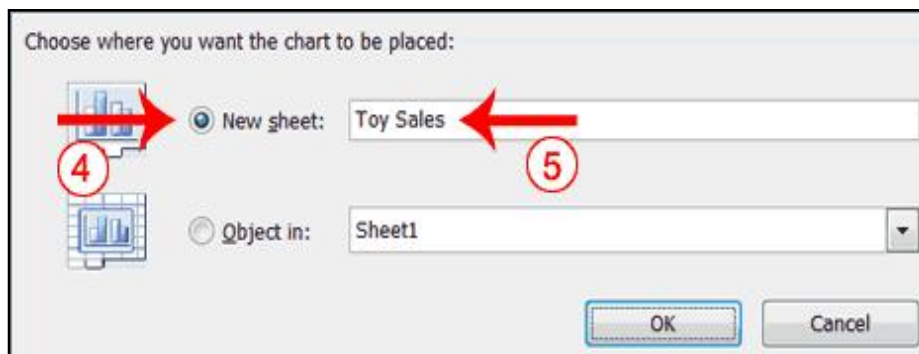 Choose where you want the chart to be placed:
4
New sheet:
Toy Sales
5
Object in:
Sheet1
OK
Cancel